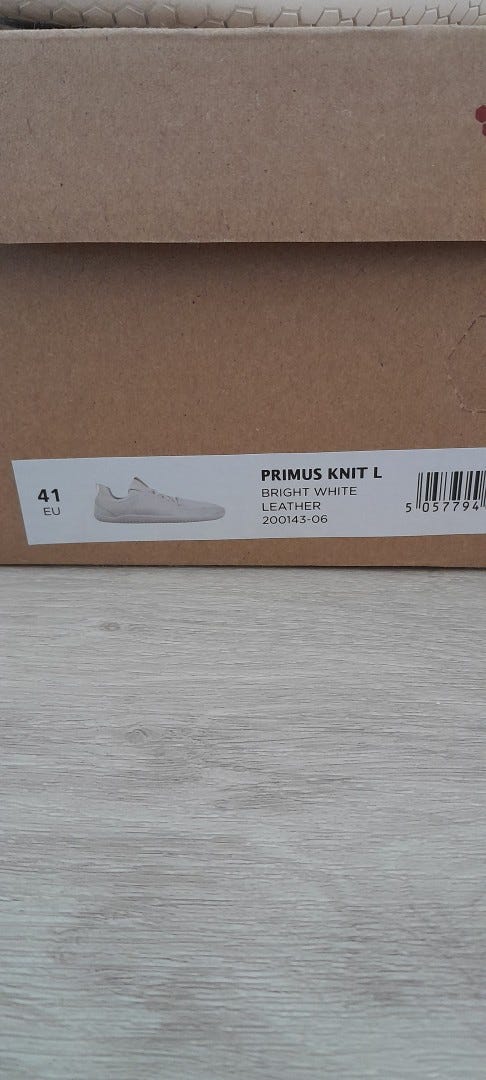 41
EU
PRIMUS KNIT L
BRIGHT WHITE
LEATHER
200143-06
5 057794